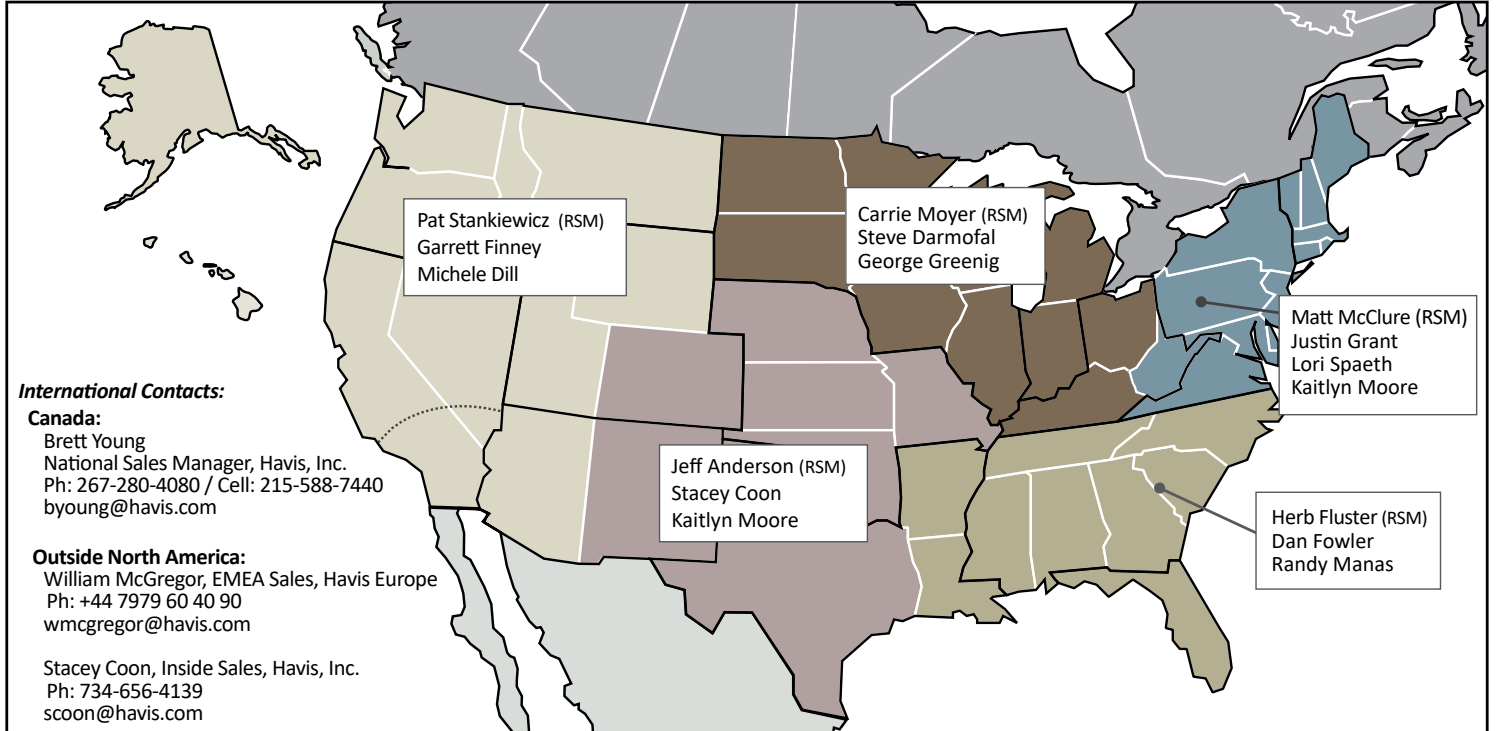 Pat Stankiewicz (RSM)
Garrett Finney
Michele Dill
Carrie Moyer (RSM)
Steve Darmofal
George Greenig
Matt McClure (RSM)
Justin Grant
Lori Spaeth
Kaitlyn Moore
Jeff Anderson (RSM)
Stacey Coon
Kaitlyn Moore
Herb Fluster (RSM)
Dan Fowler
Randy Manas
International Contacts:
Canada:
Brett Young
National Sales Manager, Havis, Inc.
Ph: 267-280-4080 / Cell: 215-588-7440
byoung@havis.com
Outside North America:
William McGregor, EMEA Sales, Havis Europe
Ph: +44 7979 60 40 90
wmcgregor@havis.com
Stacey Coon, Inside Sales, Havis, Inc.
Ph: 734-656-4139
scoon@havis.com